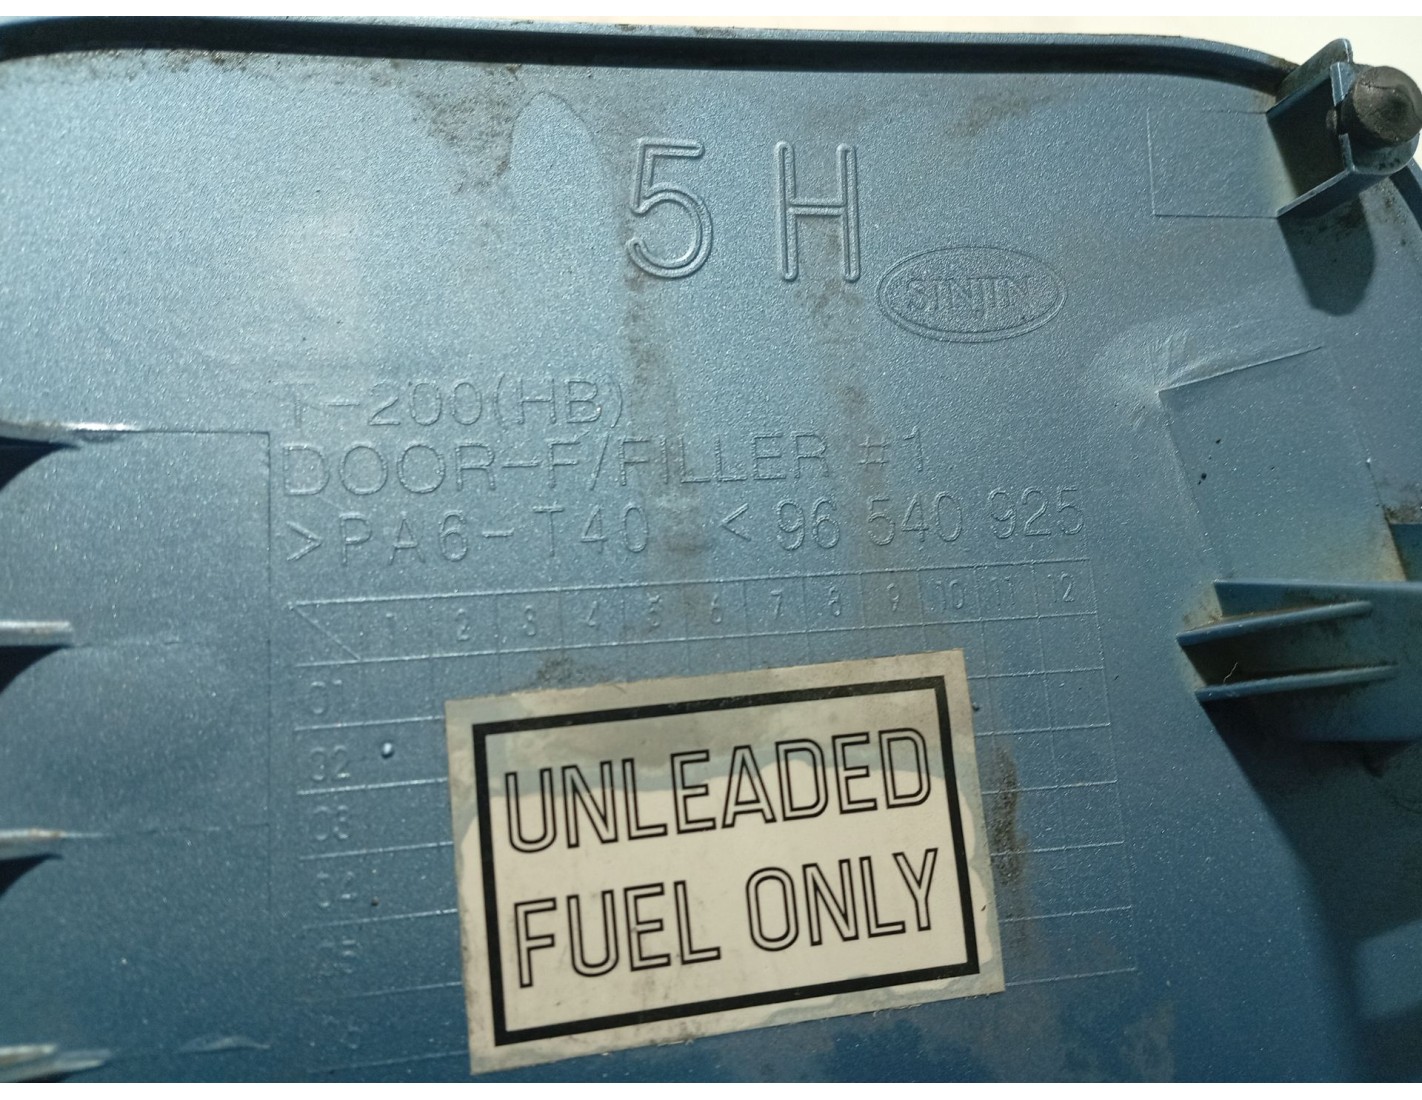 5 H
SINJIN
T-200(HB)
DOOR-F/FILLER #1
>PA6-T40 < 96 540 925
1 2 3 4 5 6 7 8 9 10 11 12
01
02
03
04
05
UNLEADED
FUEL ONLY